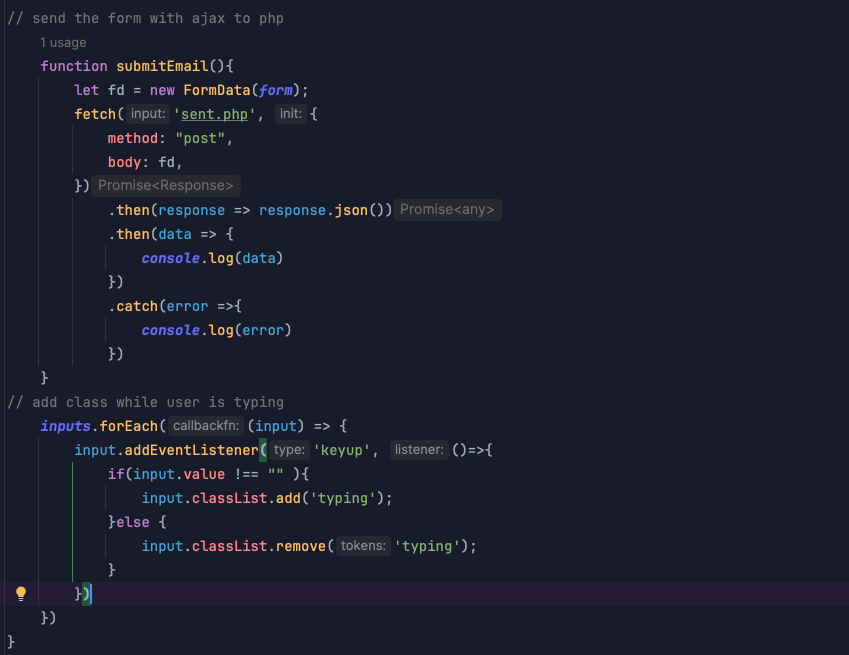 // send the form with ajax to php
1 usage
function submitEmail(){
let fd = new FormData(form);
fetch( input: 'sent.php', init: {
method: "post",
body: fd,
}) Promise<Response>
.then(response => response.json()) Promise<any>
.then(data => {
console.log(data)
})
.catch(error =>{
console.log(error)
})
}
// add class while user is typing
inputs.forEach( callbackfn: (input) => {
input.addEventListener( type: 'keyup', listener: ()=>{
if(input.value !== "" ){
input.classList.add('typing');
}else {
input.classList.remove( tokens: 'typing');
}
})
})
}